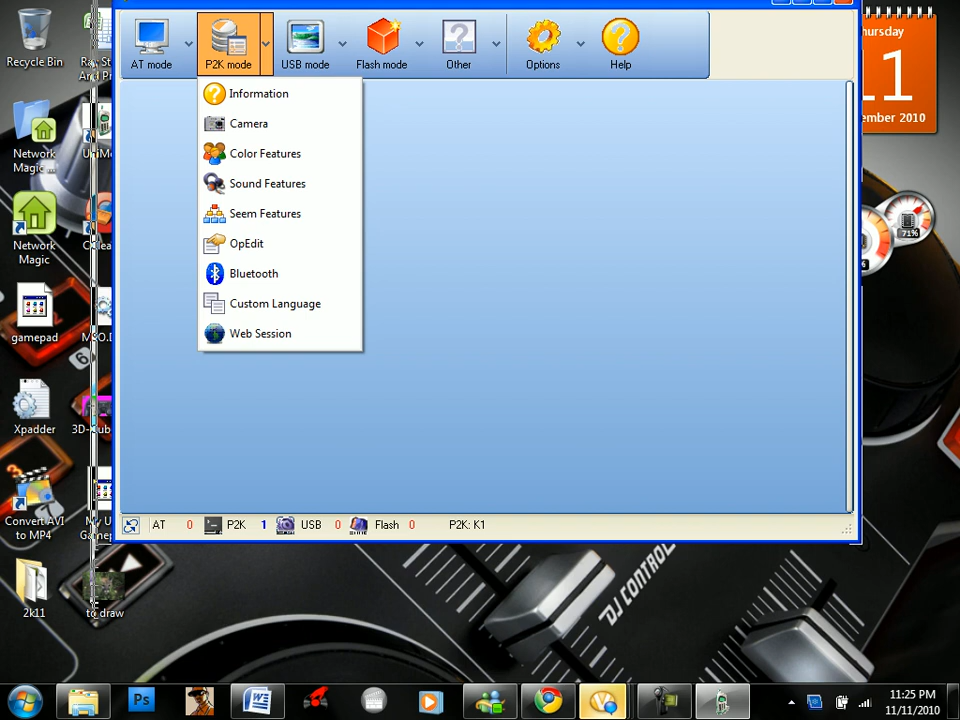 AT mode
P2K mode
USB mode
Flash mode
Other
Options
Help
Information
Camera
Color Features
Sound Features
Seem Features
OpEdit
Bluetooth
Custom Language
Web Session
AT 0 P2K 1 USB 0 Flash 0 P2K: K1
Recycle Bin
Network
Magic ...
Network
Magic
gamepad
Xpadder
Convert AVI
to MP4
2k11
to draw
DJ CONTROL
11
2010
71%
Ps
11:25 PM
11/11/2010